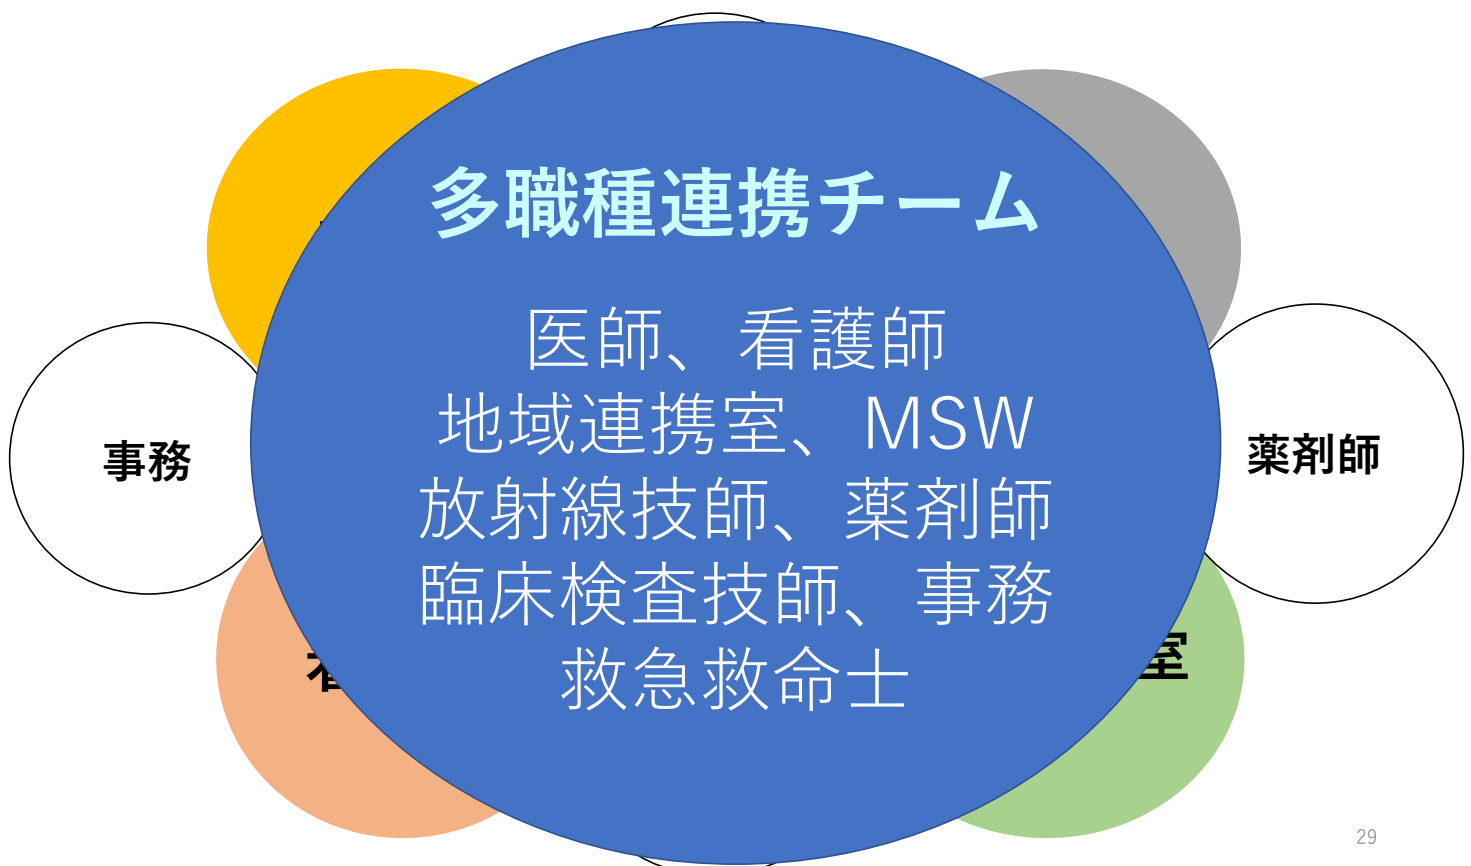 多職種連携チーム
医師、看護師
地域連携室、MSW
放射線技師、薬剤師
臨床検査技師、事務
救急救命士
事務
薬剤師
室
29